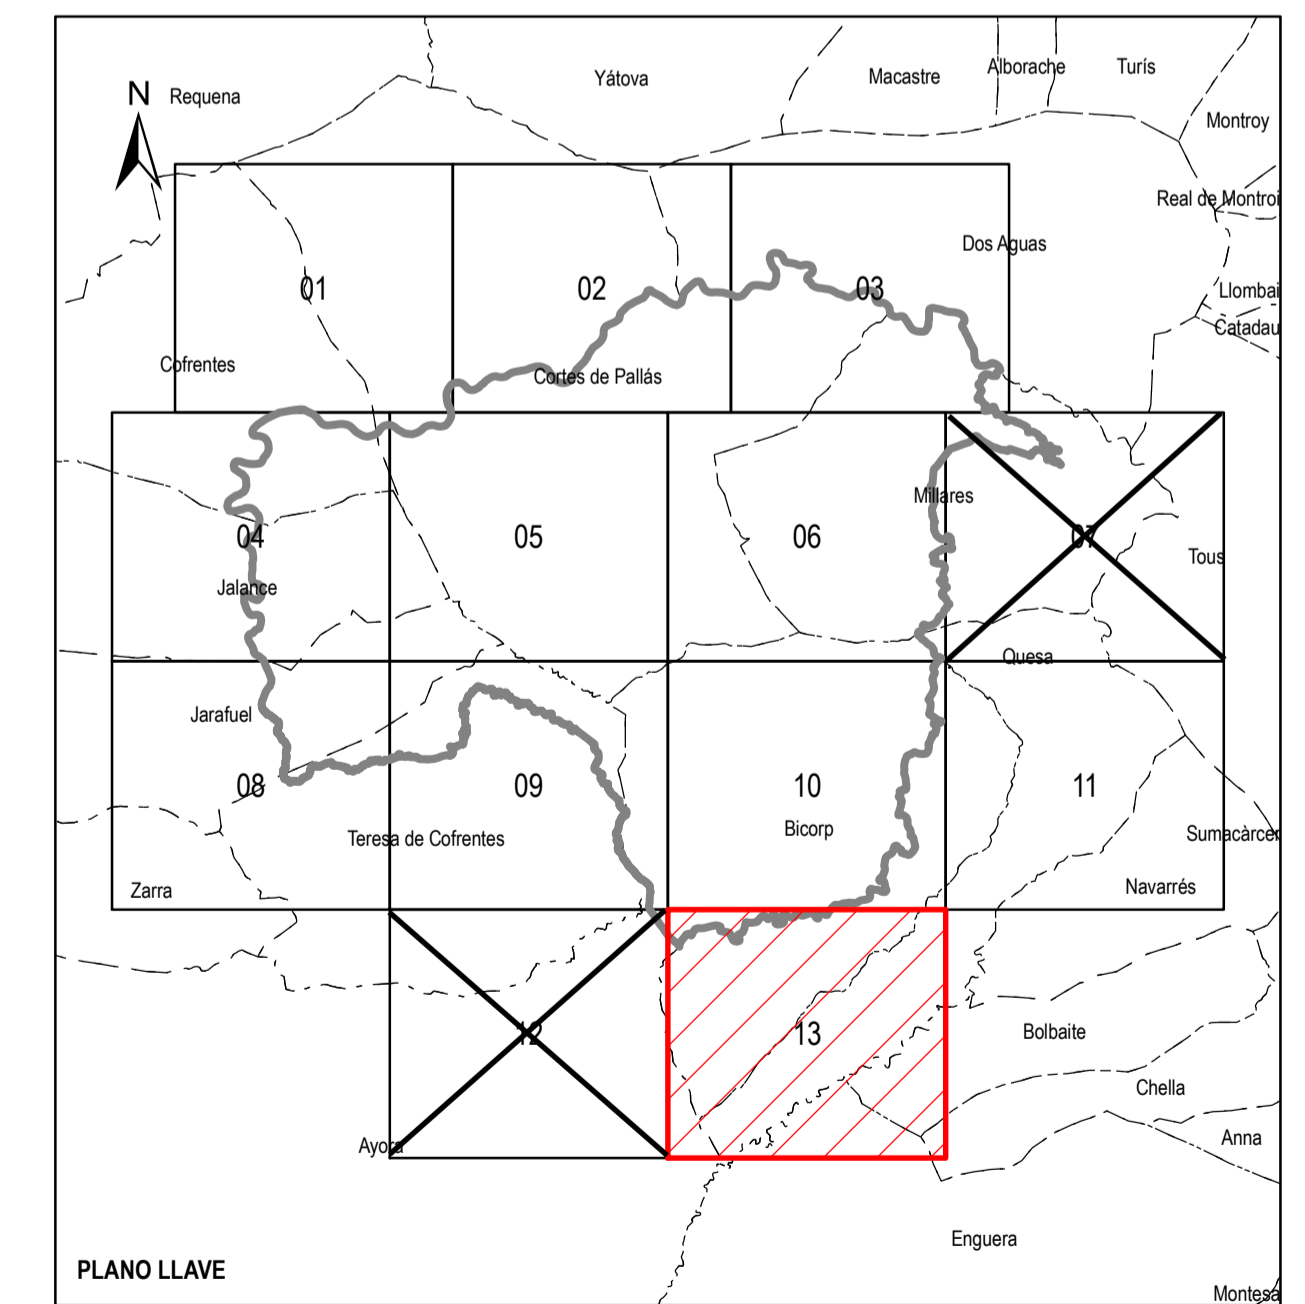 Alborache
Turís
Yátova
Macastre
N
Requena
Montroy
Real de Montroi
Dos Aguas
01
02
03
Llombai
Catadau
Cofrentes
Cortes de Pallás
Millares
04
05
06
07
Tous
Jalance
Quesa
Jarafuel
08
09
10
11
Bicorp
Teresa de Cofrentes
Sumacàrcer
Zarra
Navarrés
12
13
Bolbaite
Chella
Ayora
Anna
Enguera
PLANO LLAVE
Montesa